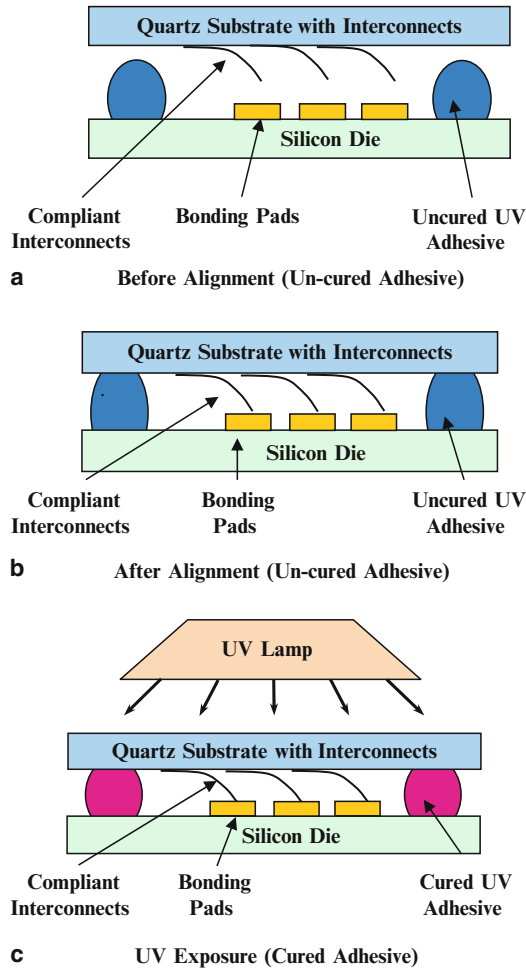 Quartz Substrate with Interconnects
Silicon Die
Compliant
Interconnects
Bonding Pads
Uncured UV
Adhesive
a Before Alignment (Un-cured Adhesive)
Quartz Substrate with Interconnects
Silicon Die
Compliant
Interconnects
Bonding
Pads
Uncured UV
Adhesive
b After Alignment (Un-cured Adhesive)
UV Lamp
Quartz Substrate with Interconnects
Silicon Die
Compliant
Interconnects
Bonding
Pads
Cured UV
Adhesive
c UV Exposure (Cured Adhesive)